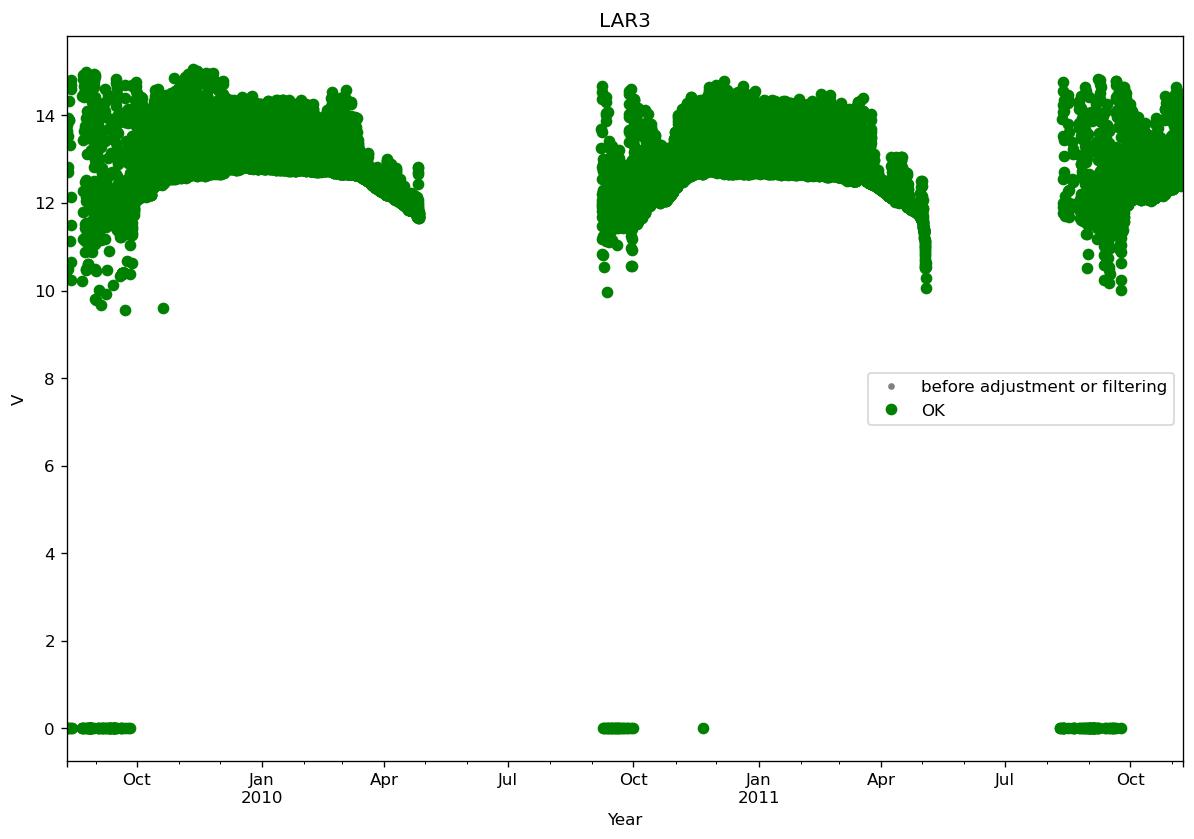 LAR3
14
12
10
8
6
4
2
0
V
before adjustment or filtering
OK
Oct
Jan
2010
Apr
Jul
Oct
Jan
2011
Apr
Jul
Oct
Year